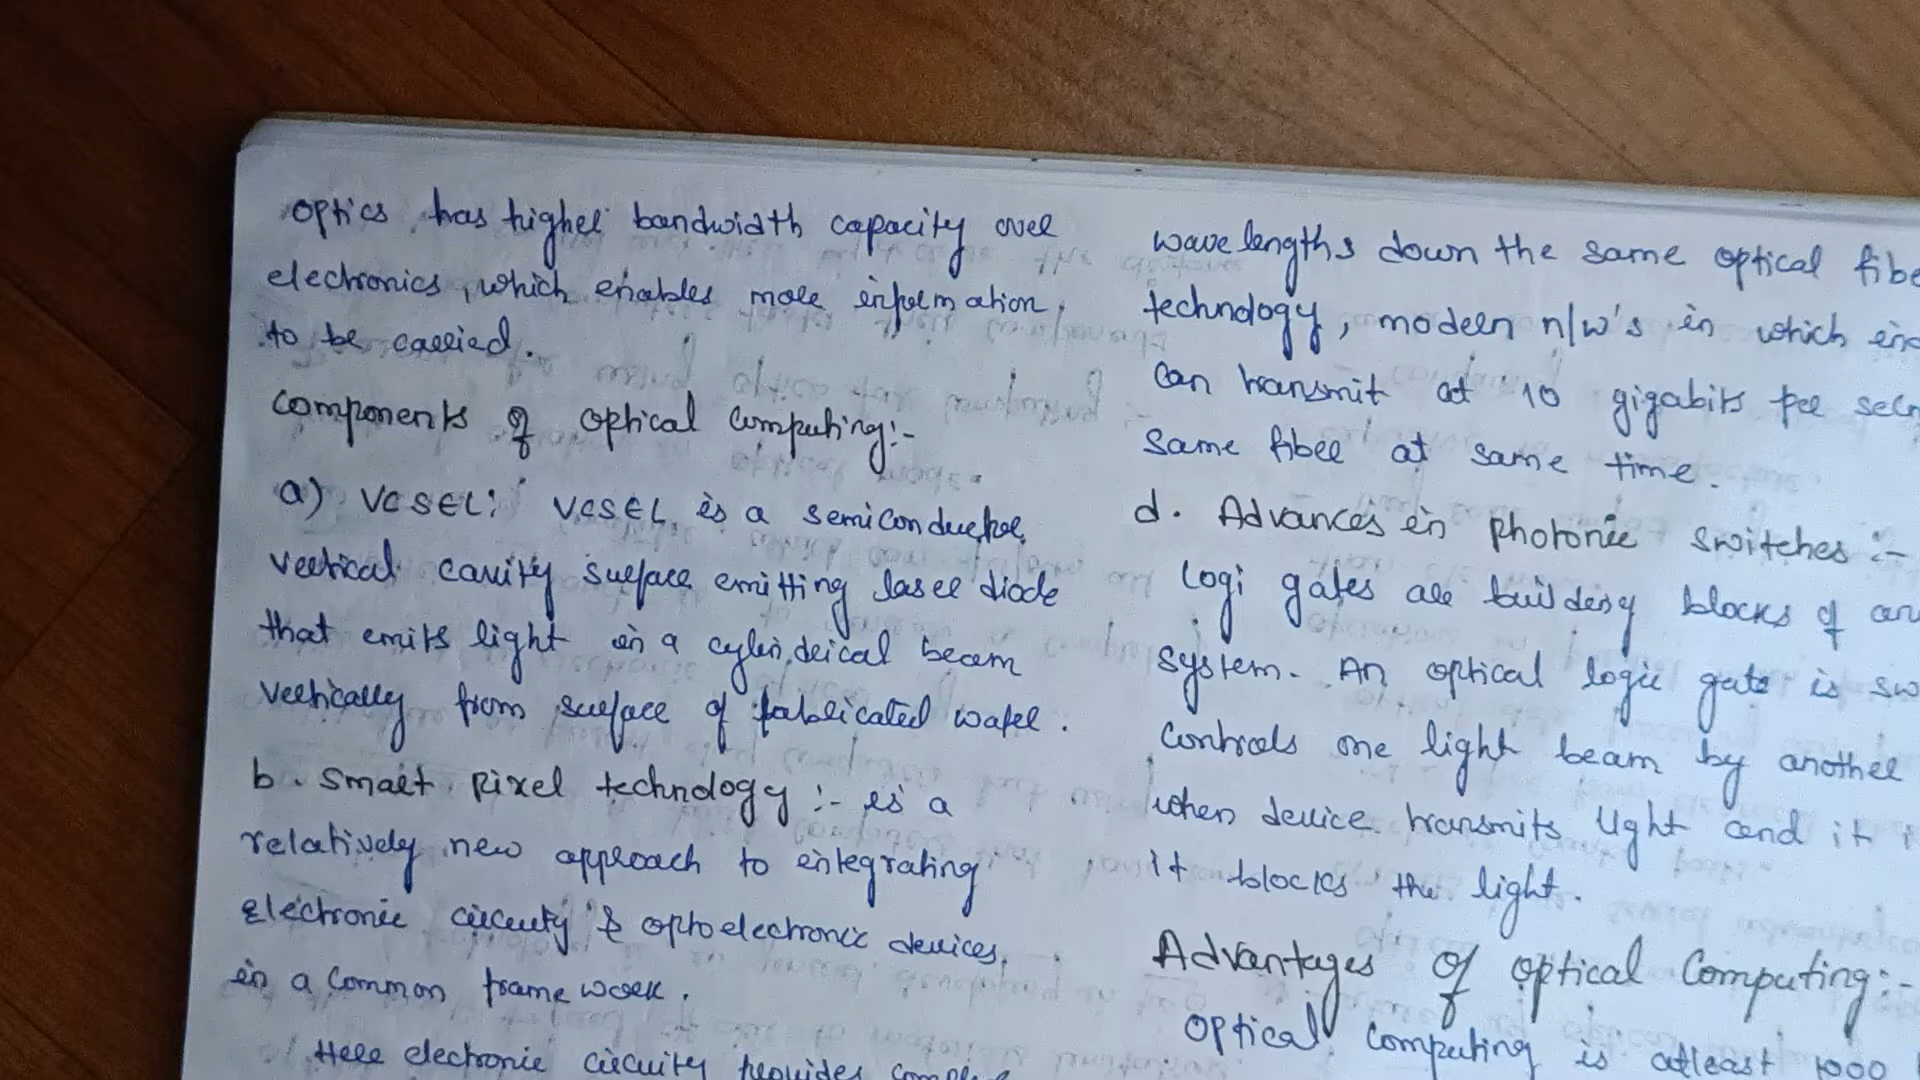 optics has higher bandwidth capacity over
electronics, which enables more information
to be carried.
components of optical computing:-
a) VCSEL: VCSEL is a semiconductor
vertical cavity surface emitting laser diode
that emits light in a cylindrical beam
vertically from surface of fabricated wafer.
b. Smart pixel technology :- is a
relatively new approach to integrating
Electronic circuity & optoelectronic devices,
in a common frame work.
Here electronic circuity provides
wavelengths down the same optical
technology, modern n/w's in which
can transmit at 10 gigabits per
same fiber at same time.
d. Advances in photonic switches :-
Logi gates are building blocks of
system. An optical logic gate is
controls one light beam by another
when device transmits light and it
it blocks the light.
Advantages of optical Computing:-
Optical computing is atleast 1000